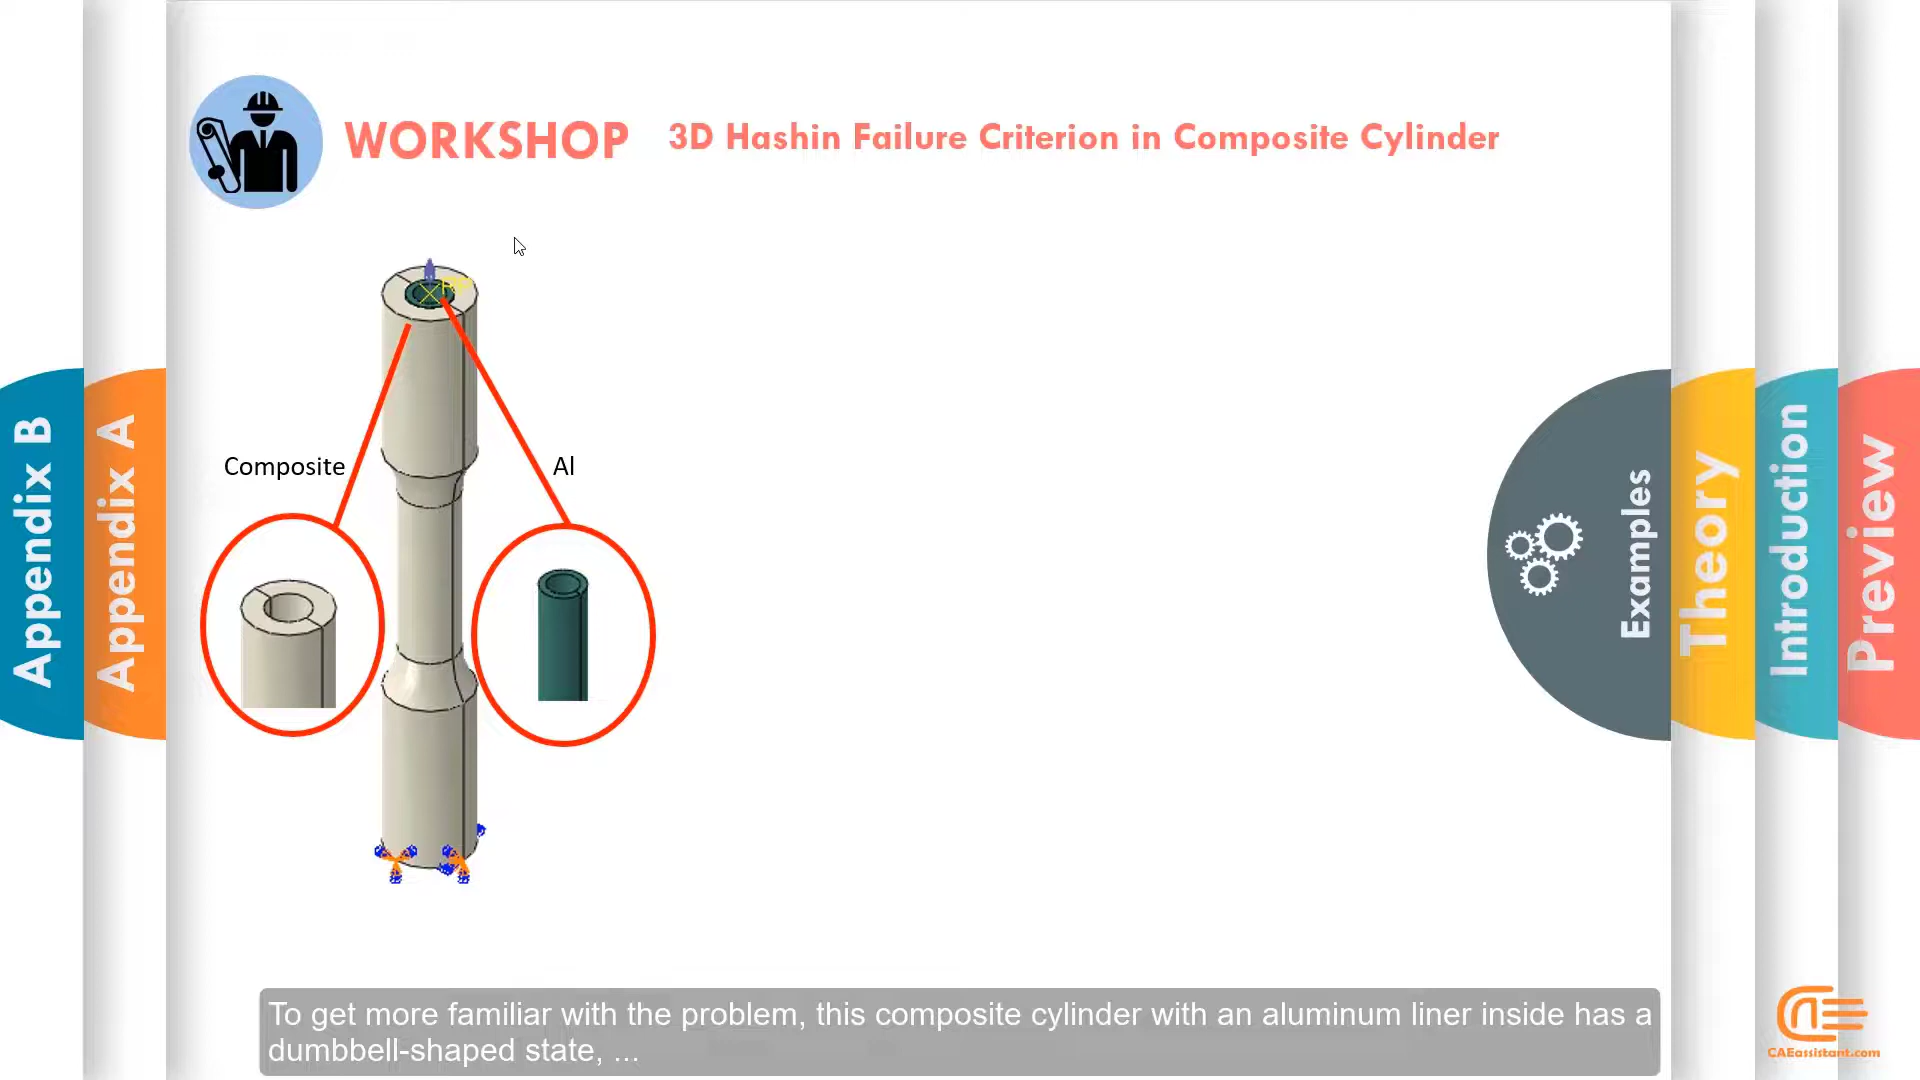 WORKSHOP 3D Hashin Failure Criterion in Composite Cylinder
Composite
Al
Appendix B
Appendix A
Examples
Theory
Introduction
Preview
To get more familiar with the problem, this composite cylinder with an aluminum liner inside has a
dumbbell-shaped state, ...
CAEassistant.com